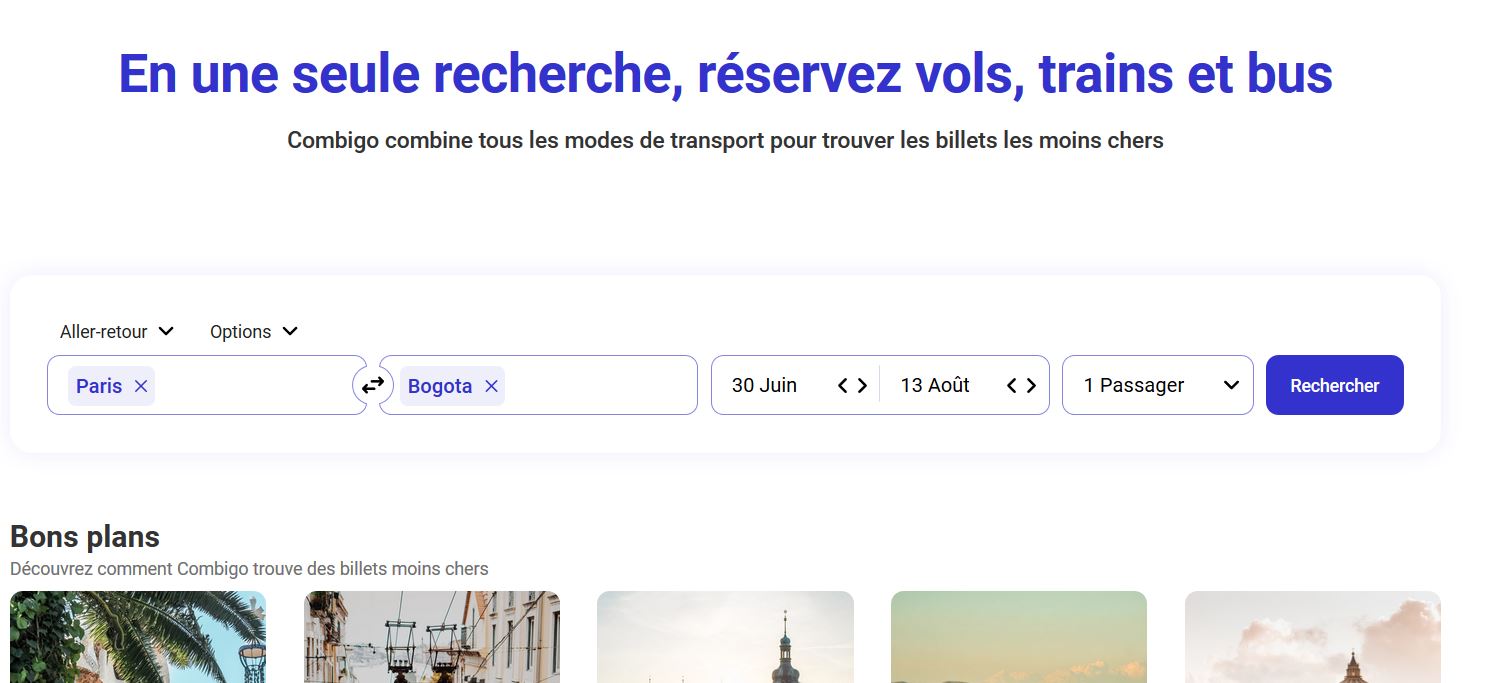 En une seule recherche, réservez vols, trains et bus
Combigo combine tous les modes de transport pour trouver les billets les moins chers
Aller-retour Options
Paris Bogota 30 Juin 13 Août 1 Passager Rechercher
Bons plans
Découvrez comment Combigo trouve des billets moins chers